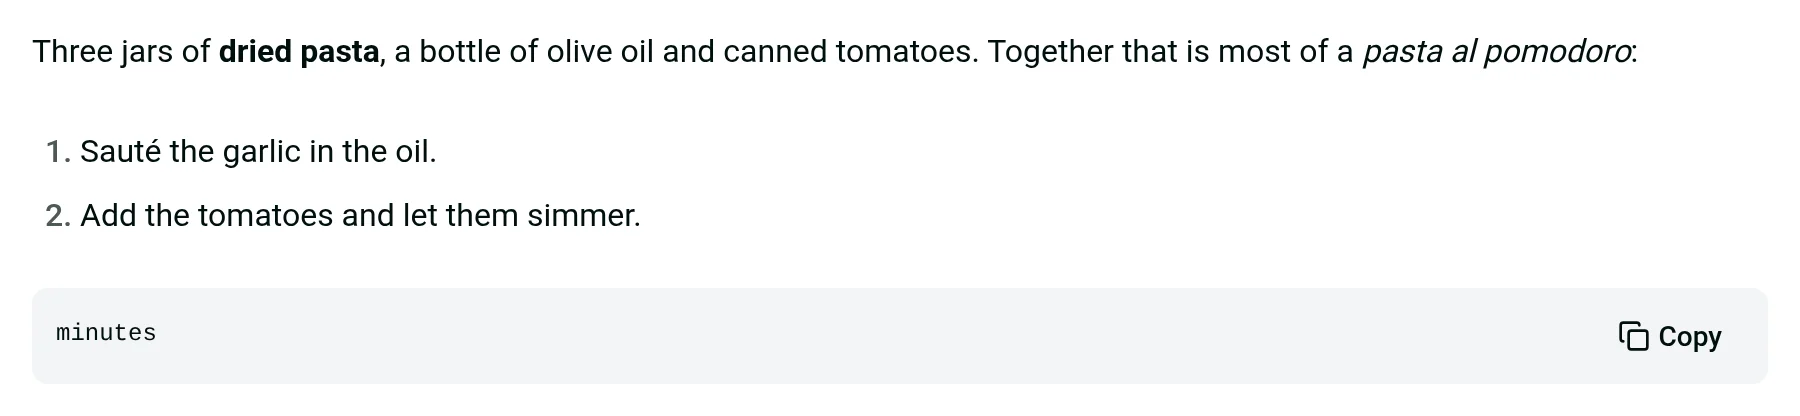 Three jars of dried pasta, a bottle of olive oil and canned tomatoes. Together that is most of a pasta al pomodoro:
1. Sauté the garlic in the oil.
2. Add the tomatoes and let them simmer.
minutes
Copy